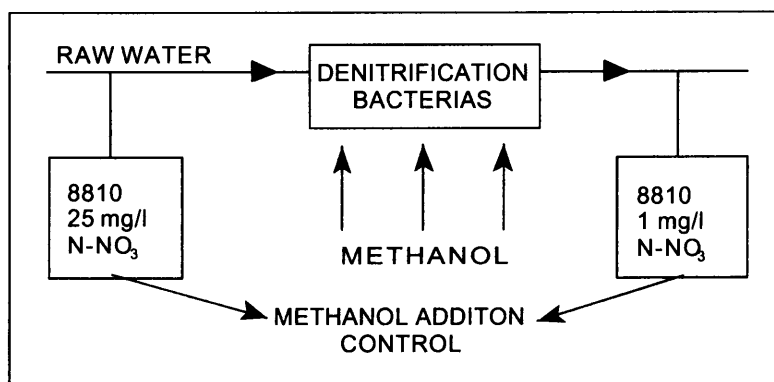 RAW WATER
DENITRIFICATION
BACTERIAS
8810
25 mg/l
N-NO₃
METHANOL
8810
1 mg/l
N-NO₃
METHANOL ADDITON
CONTROL